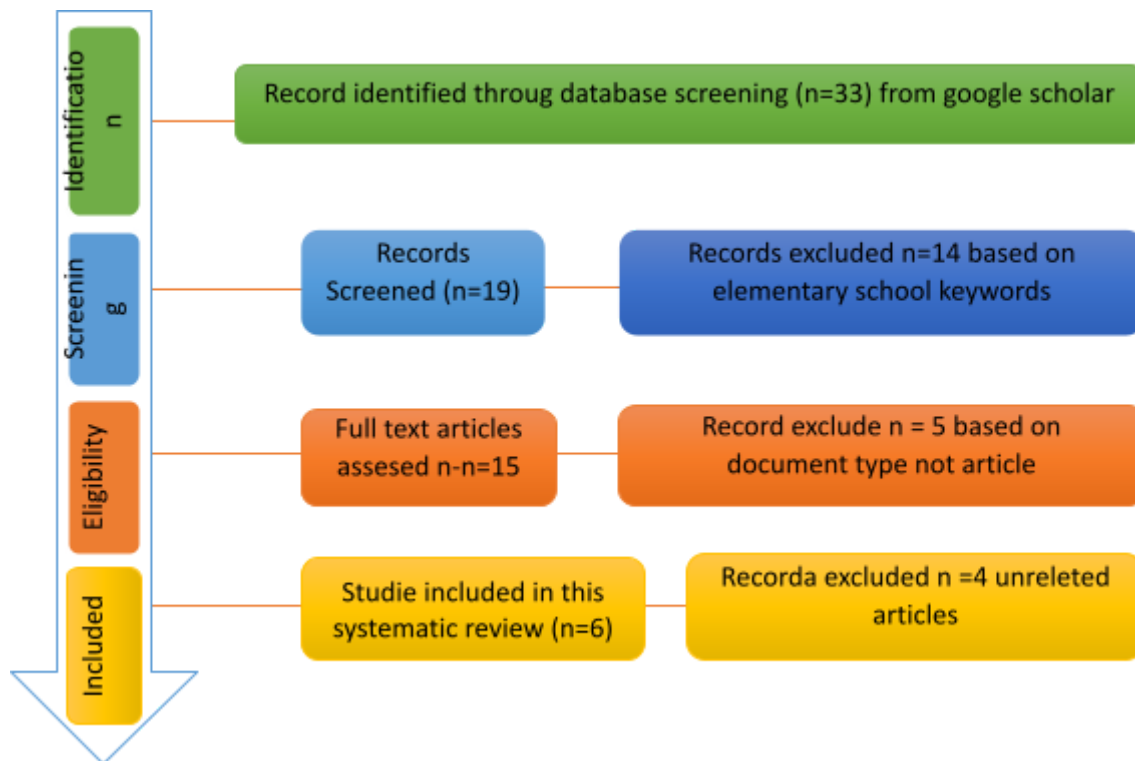 Identificatio
n
Record identified throug database screening (n=33) from google scholar
Screenin
g
Records
Screened (n=19)
Records excluded n=14 based on
elementary school keywords
Eligibility
Full text articles
assesed n-n=15
Record exclude n = 5 based on
document type not article
Included
Studie included in this
systematic review (n=6)
Recorda excluded n =4 unreleted
articles